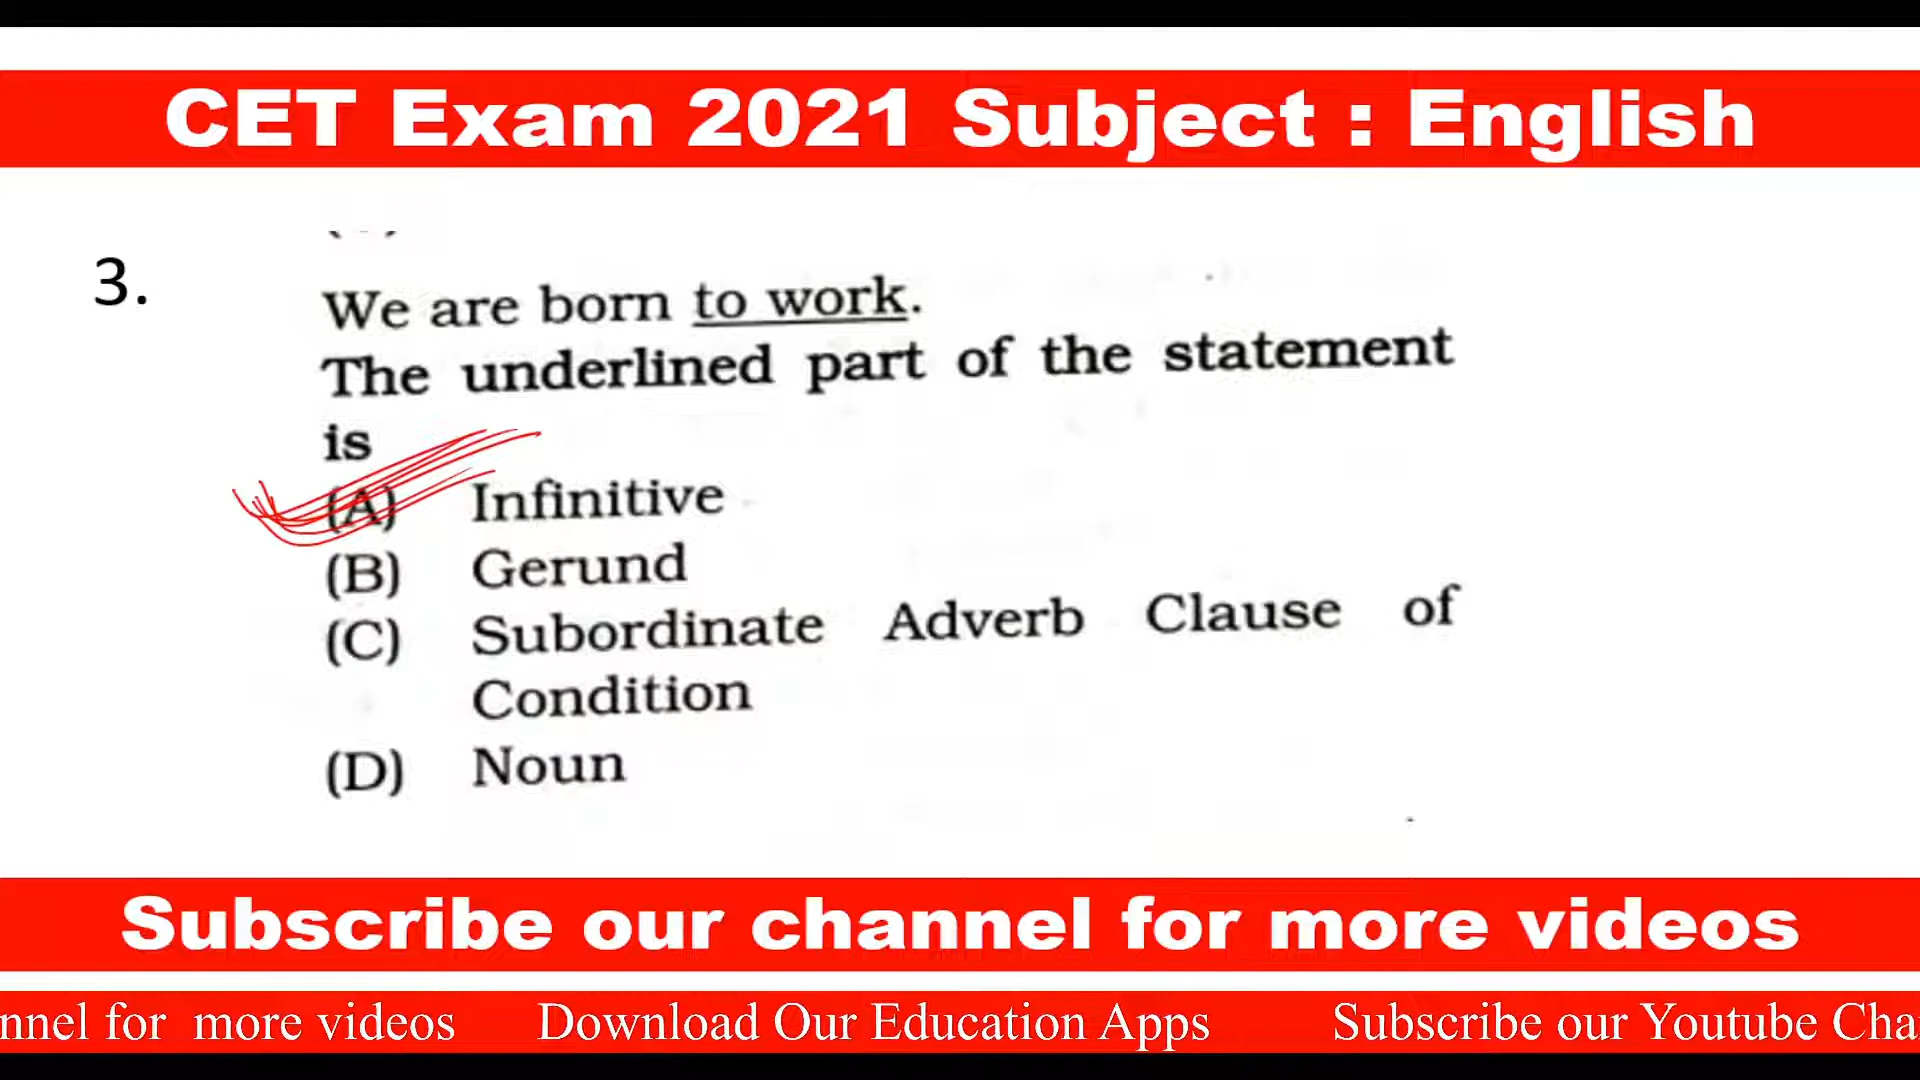 CET Exam 2021 Subject : English
3.
We are born to work.
The underlined part of the statement
is
(A) Infinitive
(B) Gerund
(C) Subordinate Adverb Clause of
Condition
(D) Noun
Subscribe our channel for more videos
nnel for more videos Download Our Education Apps Subscribe our Youtube Cha